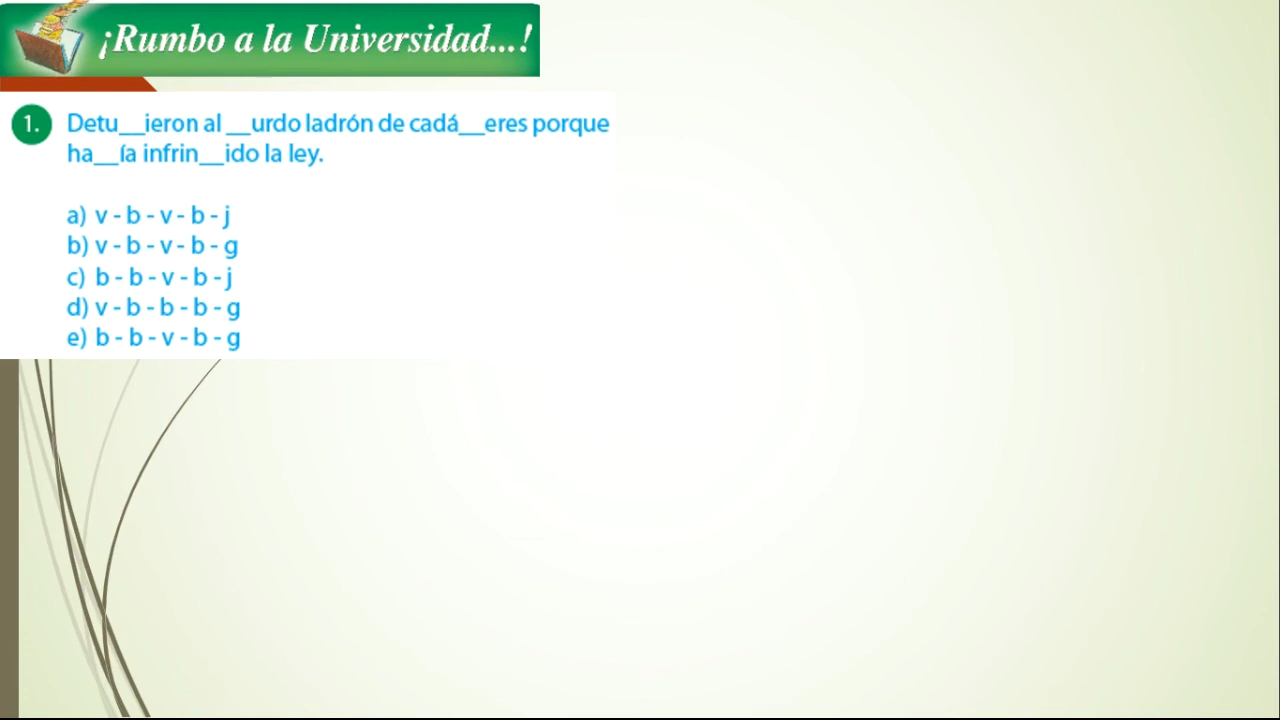 ¡Rumbo a la Universidad...!
1. Detu__ieron al __urdo ladrón de cadá__eres porque
ha__ía infrin__ido la ley.
a) v - b - v - b - j
b) v - b - v - b - g
c) b - b - v - b - j
d) v - b - b - b - g
e) b - b - v - b - g